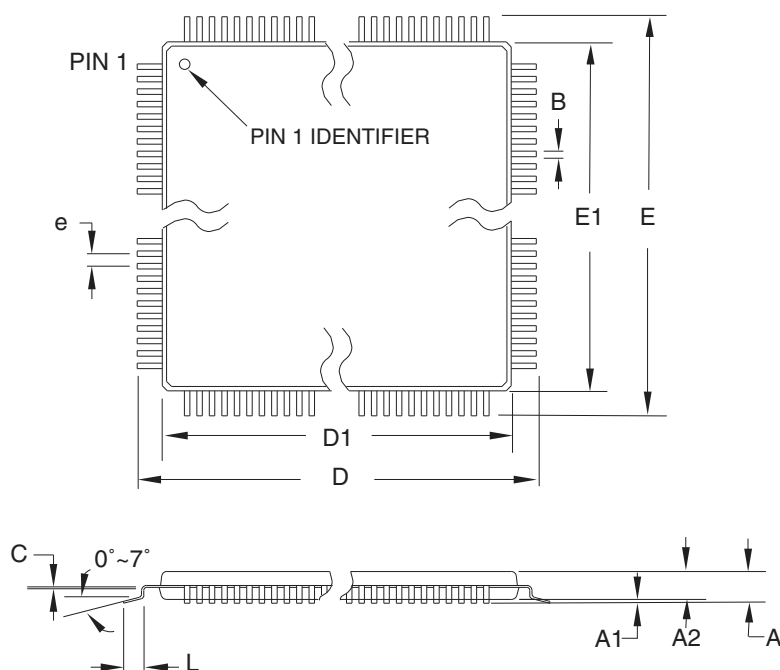 PIN 1
PIN 1 IDENTIFIER
B
e
E1
E
D1
D
C
0°~7°
L
A1
A2
A